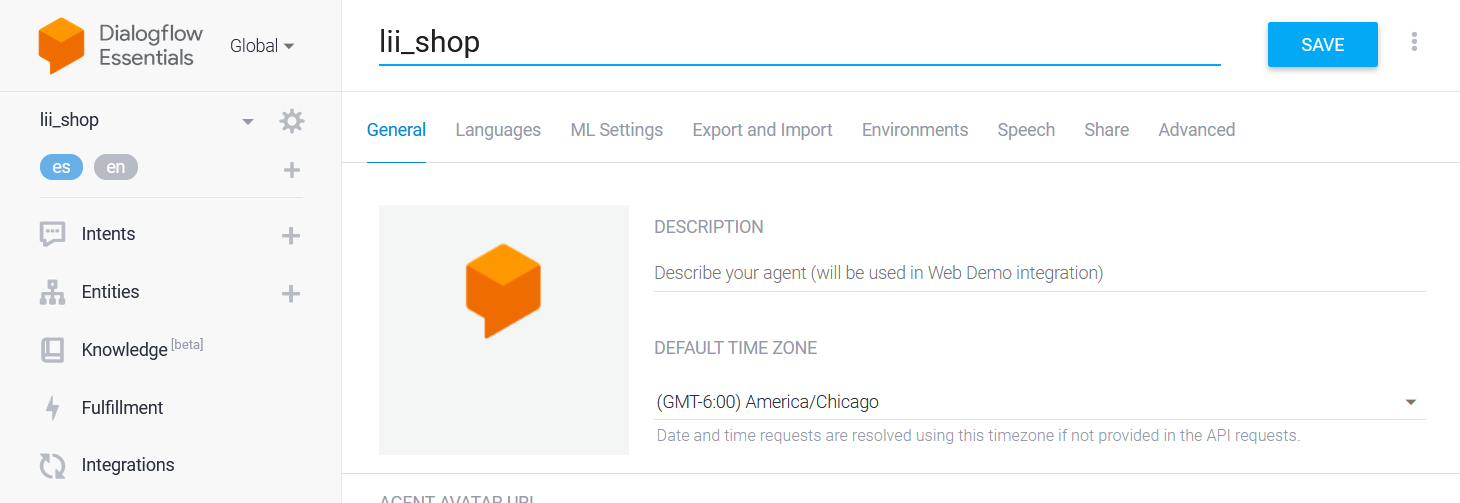 Dialogflow
Essentials
Global
lii_shop
es
en
Intents
Entities
Knowledge [beta]
Fulfillment
Integrations
lii_shop
SAVE
General Languages ML Settings Export and Import Environments Speech Share Advanced
DESCRIPTION
Describe your agent (will be used in Web Demo integration)
DEFAULT TIME ZONE
(GMT-6:00) America/Chicago
Date and time requests are resolved using this timezone if not provided in the API requests.
AGENT AVATAR URI